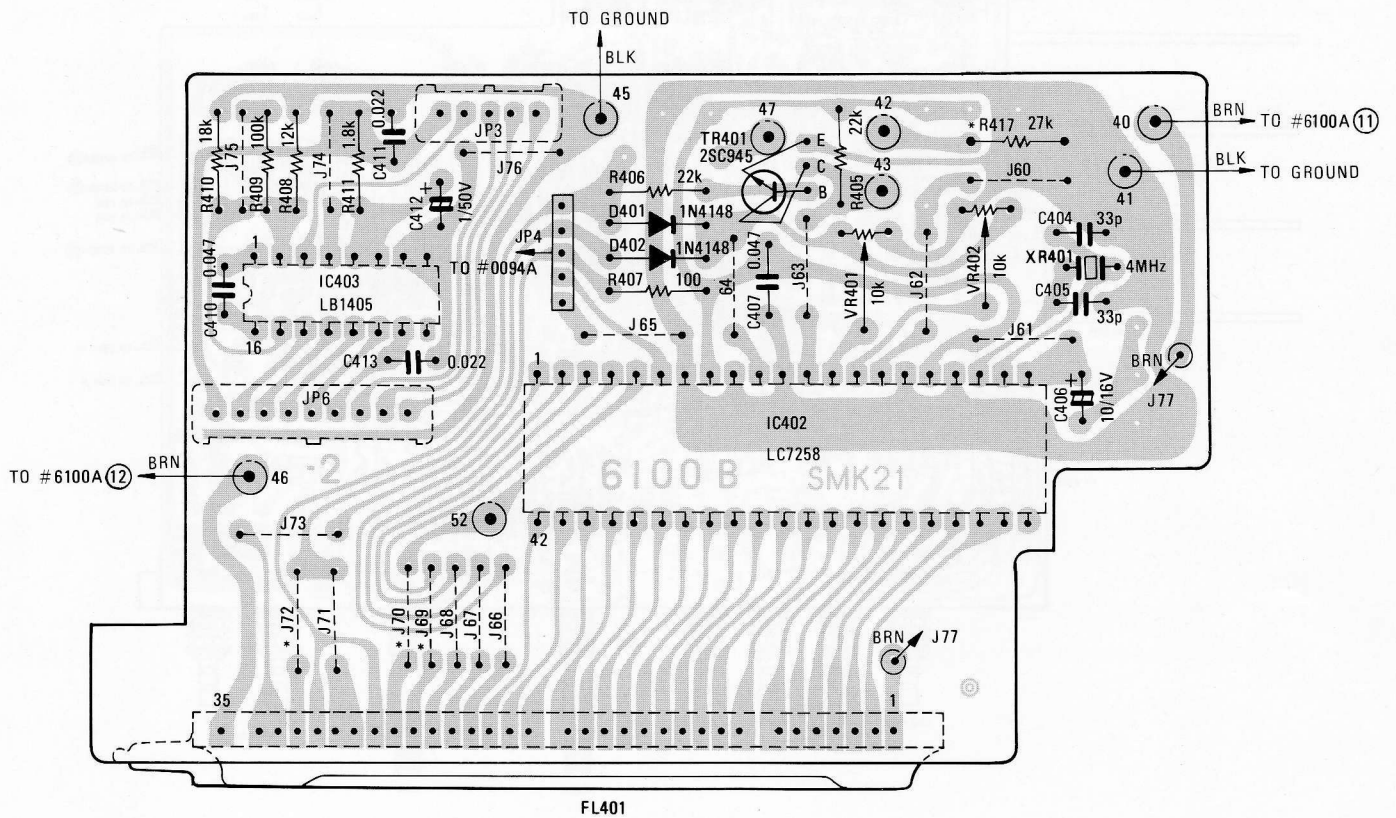 TO GROUND
BLK
45
JP3
J76
18k
J75
100k
12k
J74
1.8k
0.022
C411
R410
R409
R408
R411
C412
+
1/50V
47
TR401
2SC945
E
C
B
22k
R405
42
43
*R417
27k
J60
40
BRN
TO #6100A ⑪
BLK
TO GROUND
41
R406
22k
D401
1N4148
D402
1N4148
R407
100
JP4
TO #0094A
64
0.047
C407
J63
VR401
10k
J62
VR402
10k
C404
33p
XR401
4MHz
C405
33p
J65
J61
1
0.047
C410
IC403
LB1405
16
C413
0.022
JP6
1
IC402
LC7258
C406
+
10/16V
BRN
J77
TO #6100A ⑫
BRN
46
-2
6100 B
SMK21
52
42
J73
*J72
J71
*J70
*J69
J68
J67
J66
BRN
J77
35
1
FL401